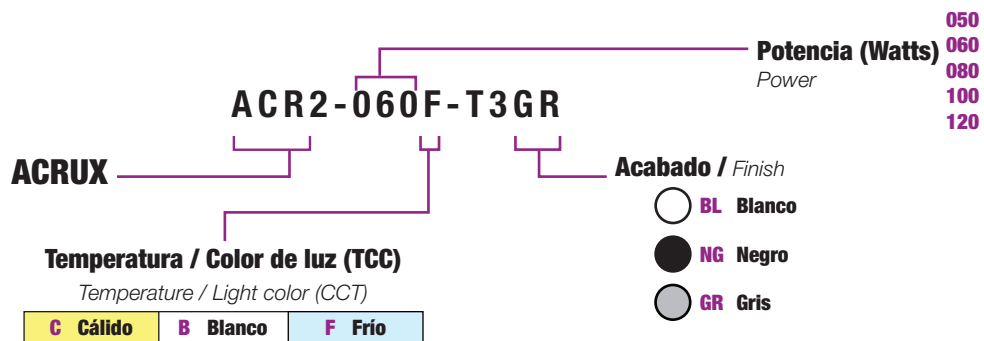 050
Potencia (Watts) 060
Power
080
100
120
ACR2-060F-T3GR
ACRUX
Acabado / Finish
BL Blanco
NG Negro
GR Gris
Temperatura / Color de luz (TCC)
Temperature / Light color (CCT)
C Cálido B Blanco F Frío